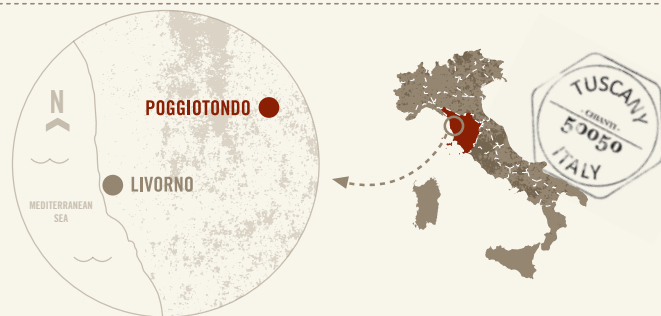 N
POGGIOTONDO
LIVORNO
MEDITERRANEAN
SEA
TUSCANY
- CHIANTI -
50050
ITALY